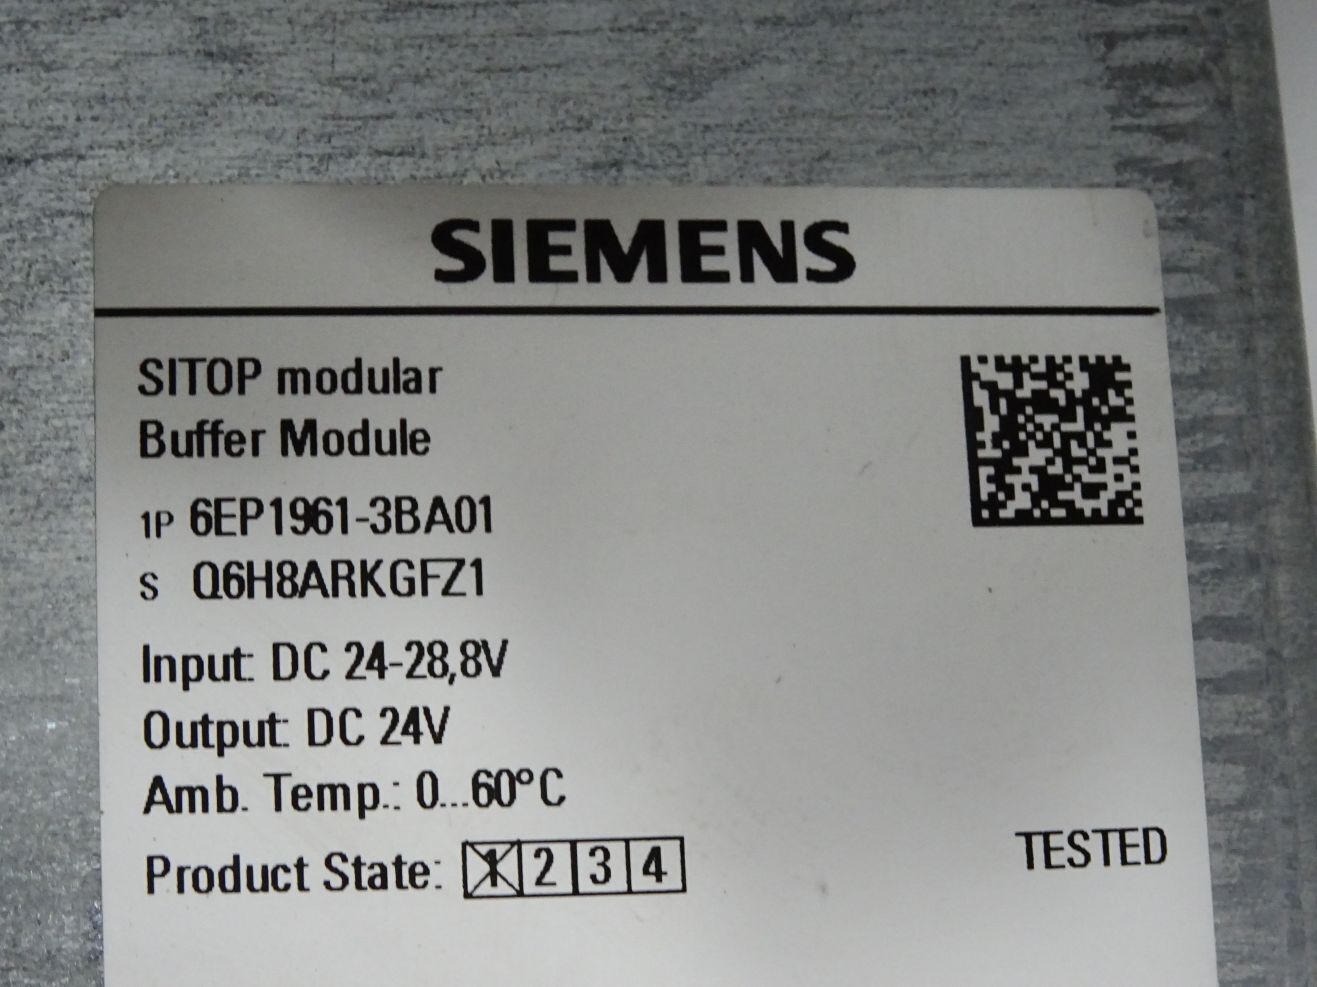 SIEMENS
SITOP modular
Buffer Module
1P 6EP1961-3BA01
S Q6H8ARKGFZ1
Input: DC 24-28,8V
Output: DC 24V
Amb. Temp.: 0...60°C
Product State: 1 2 3 4
TESTED